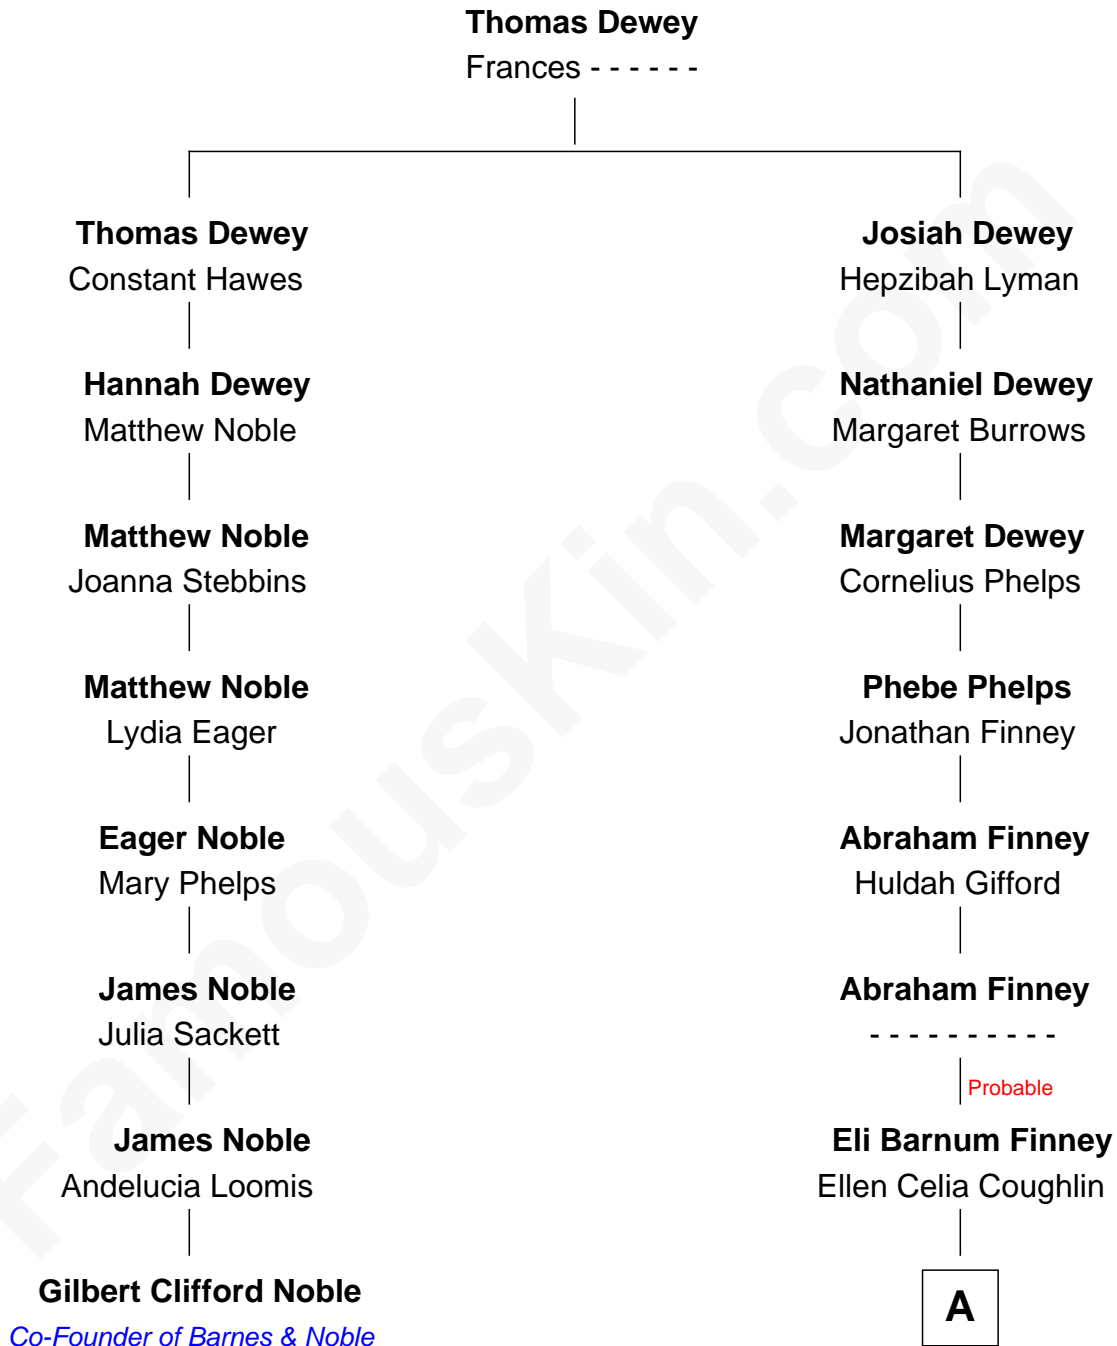 Thomas Dewey
Frances - - - - - -
Thomas Dewey
Constant Hawes
Hannah Dewey
Matthew Noble
Matthew Noble
Joanna Stebbins
Matthew Noble
Lydia Eager
Eager Noble
Mary Phelps
James Noble
Julia Sackett
James Noble
Andelucia Loomis
Gilbert Clifford Noble
Co-Founder of Barnes & Noble
Josiah Dewey
Hepzibah Lyman
Nathaniel Dewey
Margaret Burrows
Margaret Dewey
Cornelius Phelps
Phebe Phelps
Jonathan Finney
Abraham Finney
Huldah Gifford
Abraham Finney
- - - - - - - - - -
Probable
Eli Barnum Finney
Ellen Celia Coughlin
A
FamousKin.com